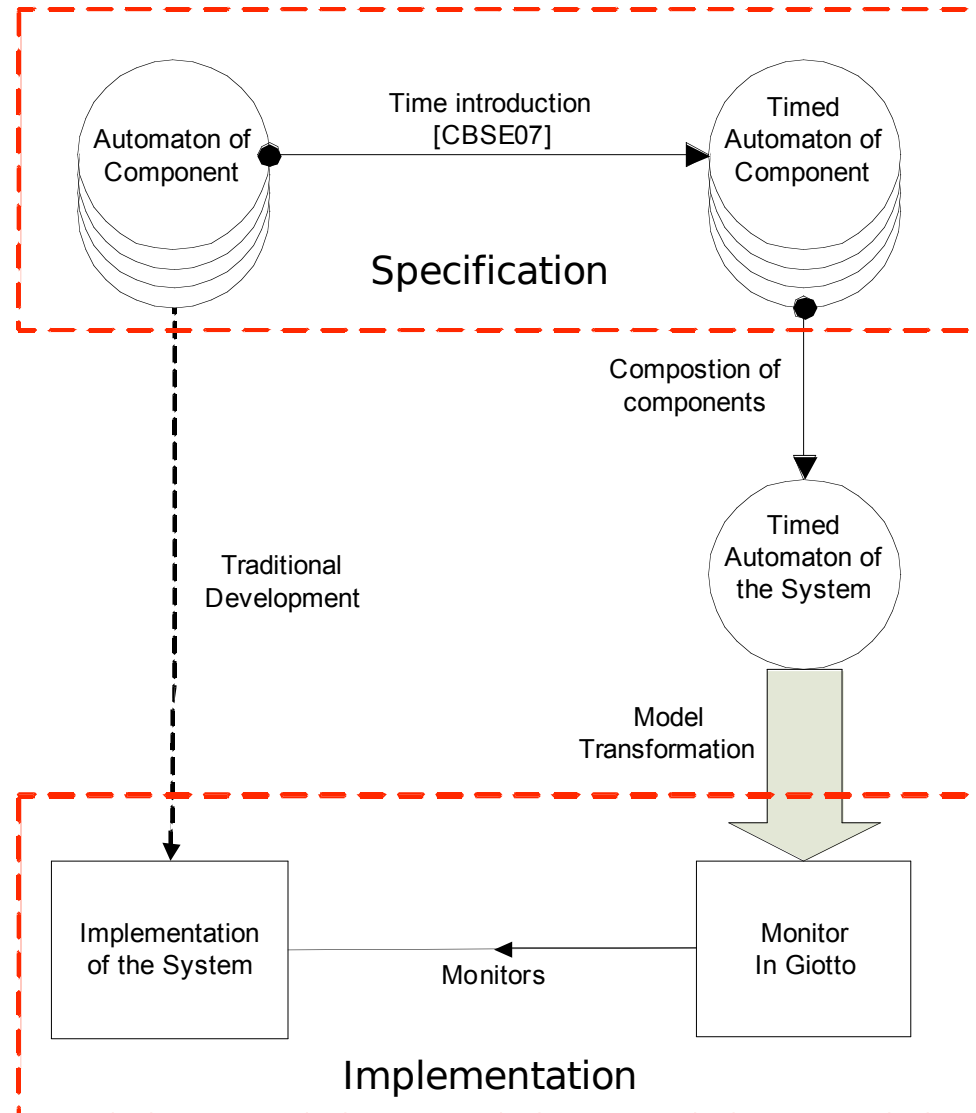 Automaton of
Component
Time introduction
[CBSE07]
Timed
Automaton of
Component
Specification
Compostion of
components
Timed
Automaton of
the System
Traditional
Development
Model
Transformation
Implementation
of the System
Monitors
Monitor
In Giotto
Implementation